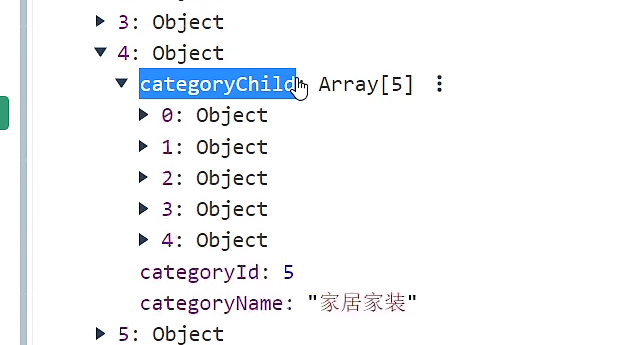 3: Object
4: Object
categoryChild Array[5]
0: Object
1: Object
2: Object
3: Object
4: Object
categoryId: 5
categoryName: "家居家装"
5: Object